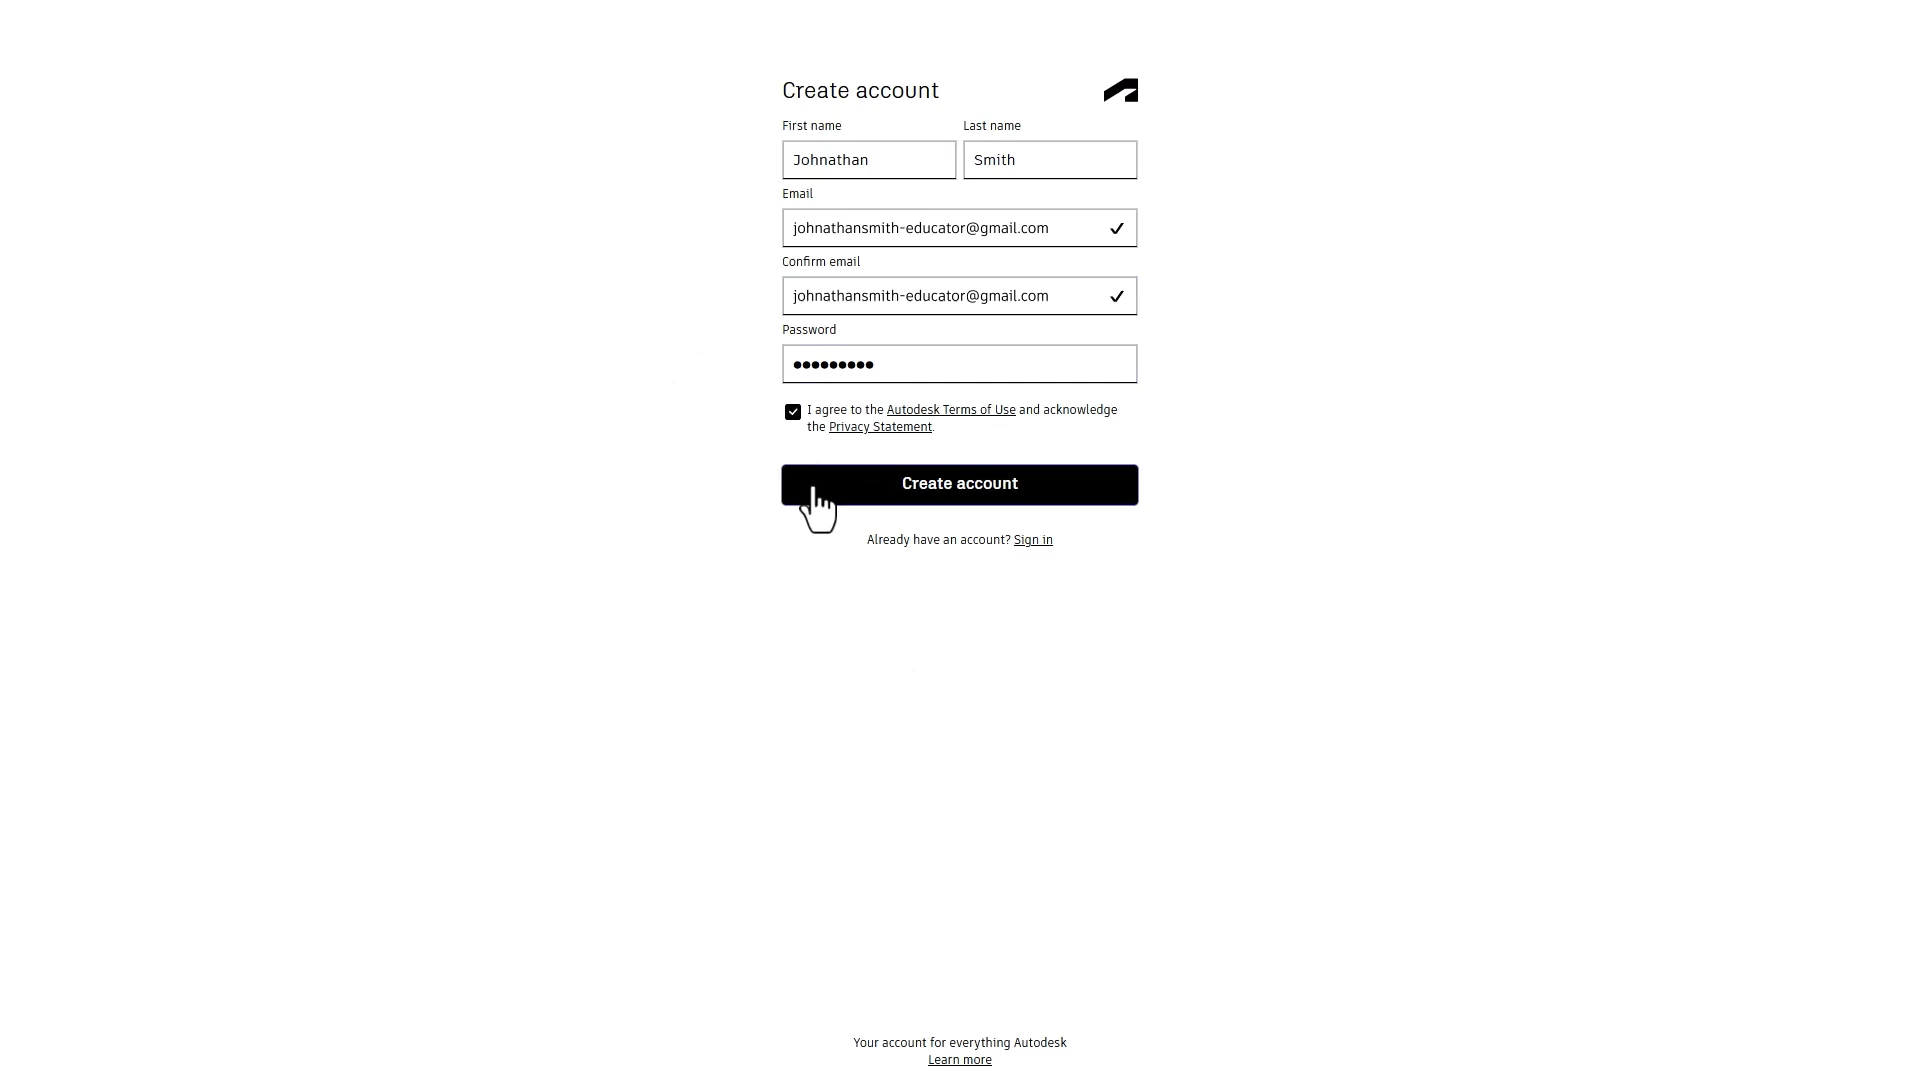 Create account
First name
Last name
Johnathan
Smith
Email
johnathansmith-educator@gmail.com
Confirm email
johnathansmith-educator@gmail.com
Password
I agree to the Autodesk Terms of Use and acknowledge
the Privacy Statement.
Create account
Already have an account? Sign in
Your account for everything Autodesk
Learn more